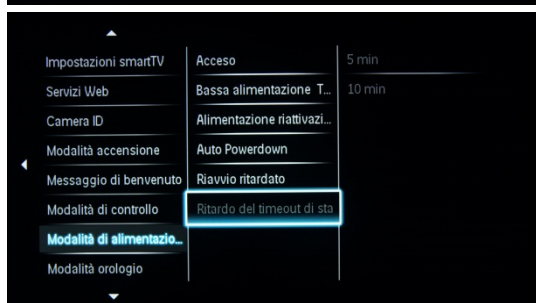 Impostazioni smartTV
Servizi Web
Camera ID
Modalità accensione
Messaggio di benvenuto
Modalità di controllo
Modalità di alimentazio...
Modalità orologio
Acceso
Bassa alimentazione T...
Alimentazione riattivazi...
Auto Powerdown
Riavvio ritardato
Ritardo del timeout di sta
5 min
10 min